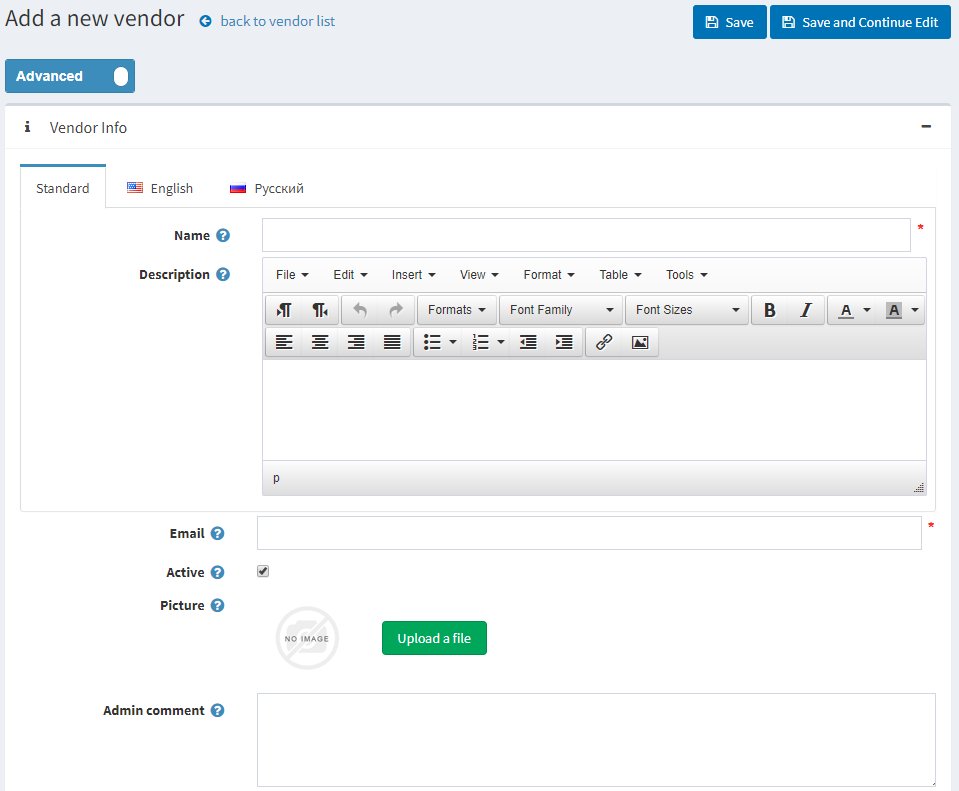 Add a new vendor back to vendor list Save Save and Continue Edit
Advanced
Vendor Info
Standard English Русский
Name *
Description File Edit Insert View Format Table Tools
Formats Font Family Font Sizes B I A A
p
Email *
Active
Picture
NO IMAGE Upload a file
Admin comment